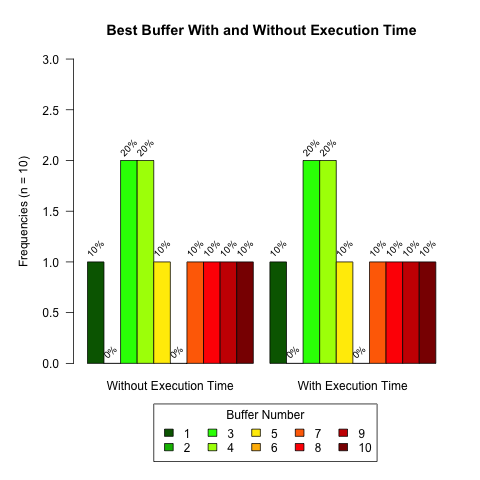 Best Buffer With and Without Execution Time
Frequencies (n = 10)
3.0
2.5
2.0
1.5
1.0
0.5
0.0
10% 0% 20% 20% 10% 0% 10% 10% 10% 10%
10% 0% 20% 20% 10% 0% 10% 10% 10% 10%
Without Execution Time With Execution Time
Buffer Number
1 3 5 7 9
2 4 6 8 10